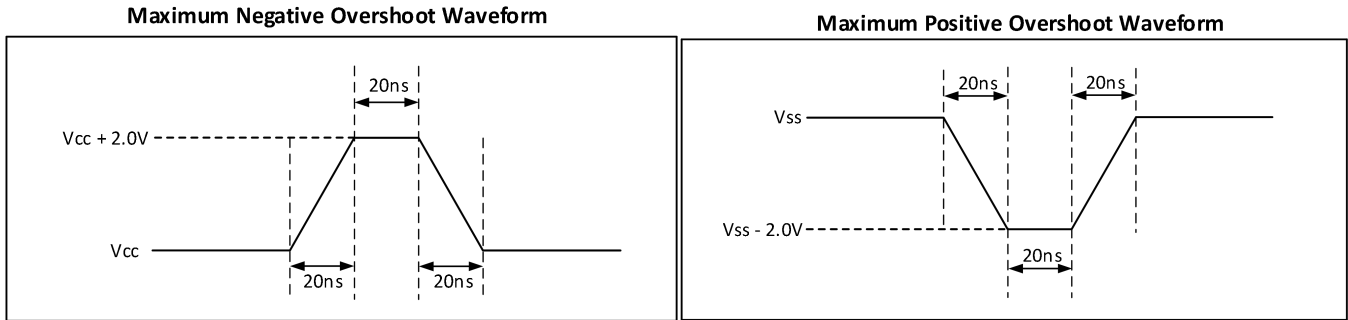 Maximum Negative Overshoot Waveform
20ns
Vcc + 2.0V
Vcc
20ns
20ns
Maximum Positive Overshoot Waveform
20ns
20ns
Vss
Vss - 2.0V
20ns